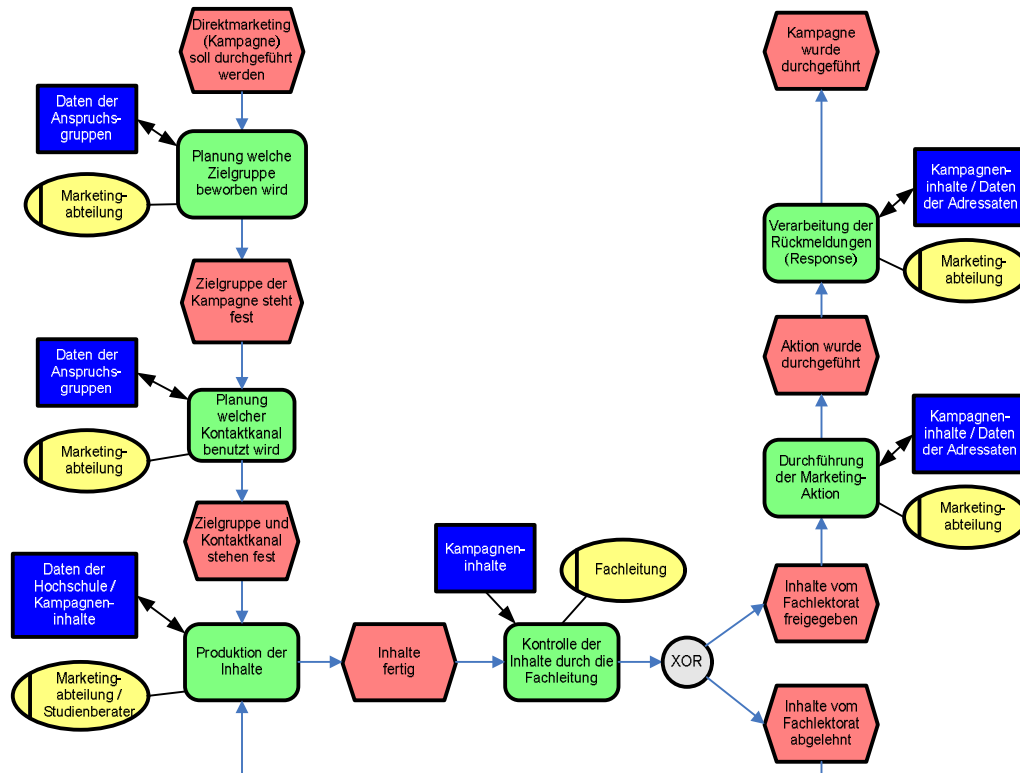 Direktmarketing
(Kampagne)
soll durchgeführt
werden
Daten der
Anspruchs-
gruppen
Planung welche
Zielgruppe
beworben wird
Marketing-
abteilung
Zielgruppe der
Kampagne steht
fest
Daten der
Anspruchs-
gruppen
Planung
welcher
Kontaktkanal
benutzt wird
Marketing-
abteilung
Zielgruppe und
Kontaktkanal
stehen fest
Daten der
Hochschule /
Kampagnen-
inhalte
Produktion der
Inhalte
Marketing-
abteilung /
Studienberater
Inhalte
fertig
Kampagnen-
inhalte
Fachleitung
Kontrolle der
Inhalte durch die
Fachleitung
XOR
Inhalte vom
Fachlektorat
abgelehnt
Inhalte vom
Fachlektorat
freigegeben
Durchführung
der Marketing-
Aktion
Kampagnen-
inhalte / Daten
der Adressaten
Marketing-
abteilung
Aktion wurde
durchgeführt
Verarbeitung der
Rückmeldungen
(Response)
Kampagnen-
inhalte / Daten
der Adressaten
Marketing-
abteilung
Kampagne
wurde
durchgeführt